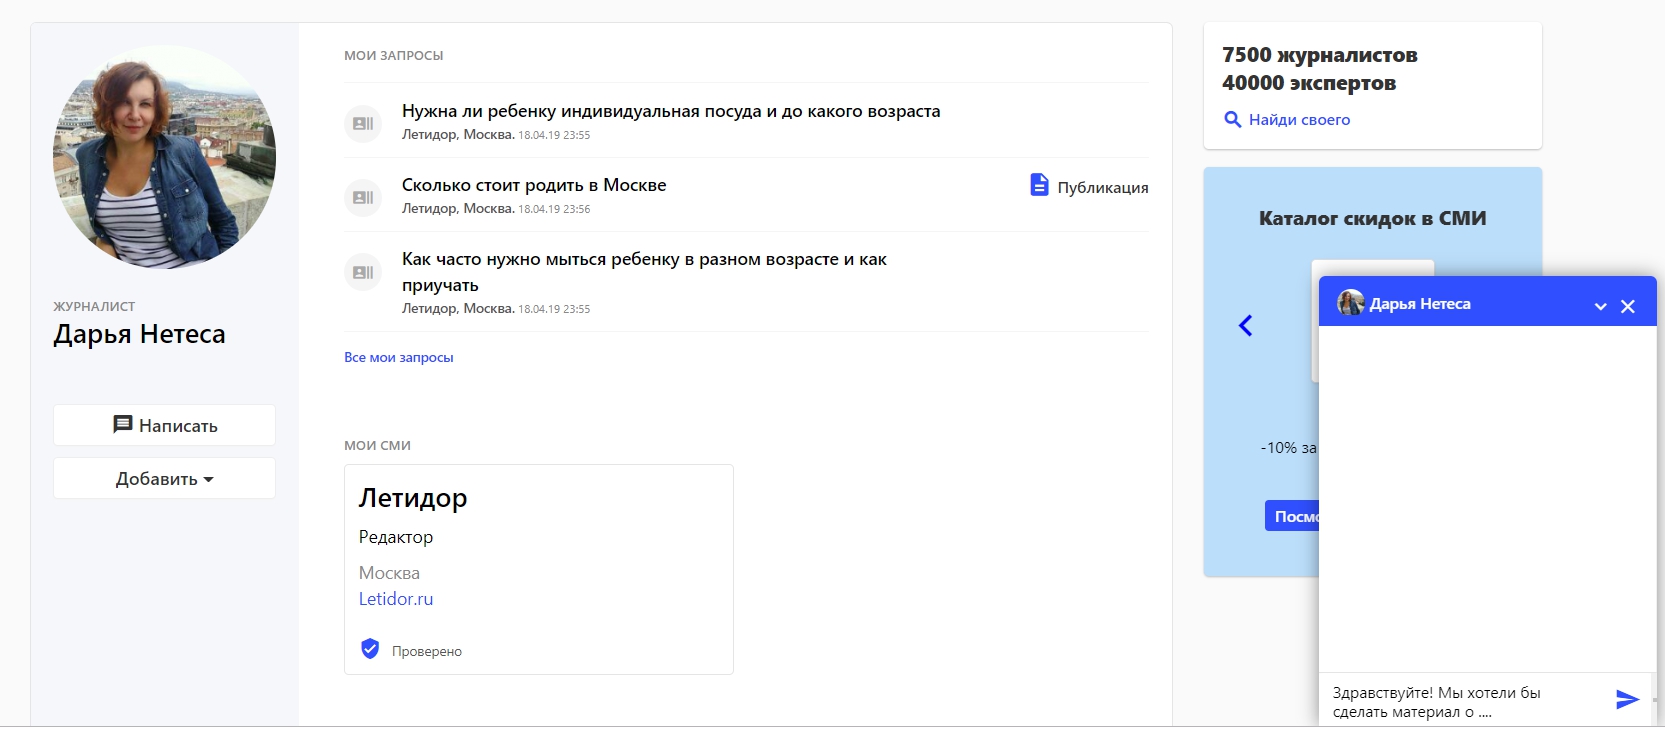 ЖУРНАЛИСТ
Дарья Нетеса
Написать
Добавить
МОИ ЗАПРОСЫ
Нужна ли ребенку индивидуальная посуда и до какого возраста
Летидор, Москва. 18.04.19 23:55
Сколько стоит родить в Москве
Летидор, Москва. 18.04.19 23:56
Публикация
Как часто нужно мыться ребенку в разном возрасте и как
приучать
Летидор, Москва. 18.04.19 23:55
Все мои запросы
МОИ СМИ
Летидор
Редактор
Москва
Letidor.ru
Проверено
7500 журналистов
40000 экспертов
Найди своего
Каталог скидок в СМИ
-10% за
Посмо
Дарья Нетеса
Здравствуйте! Мы хотели бы
сделать материал о ....